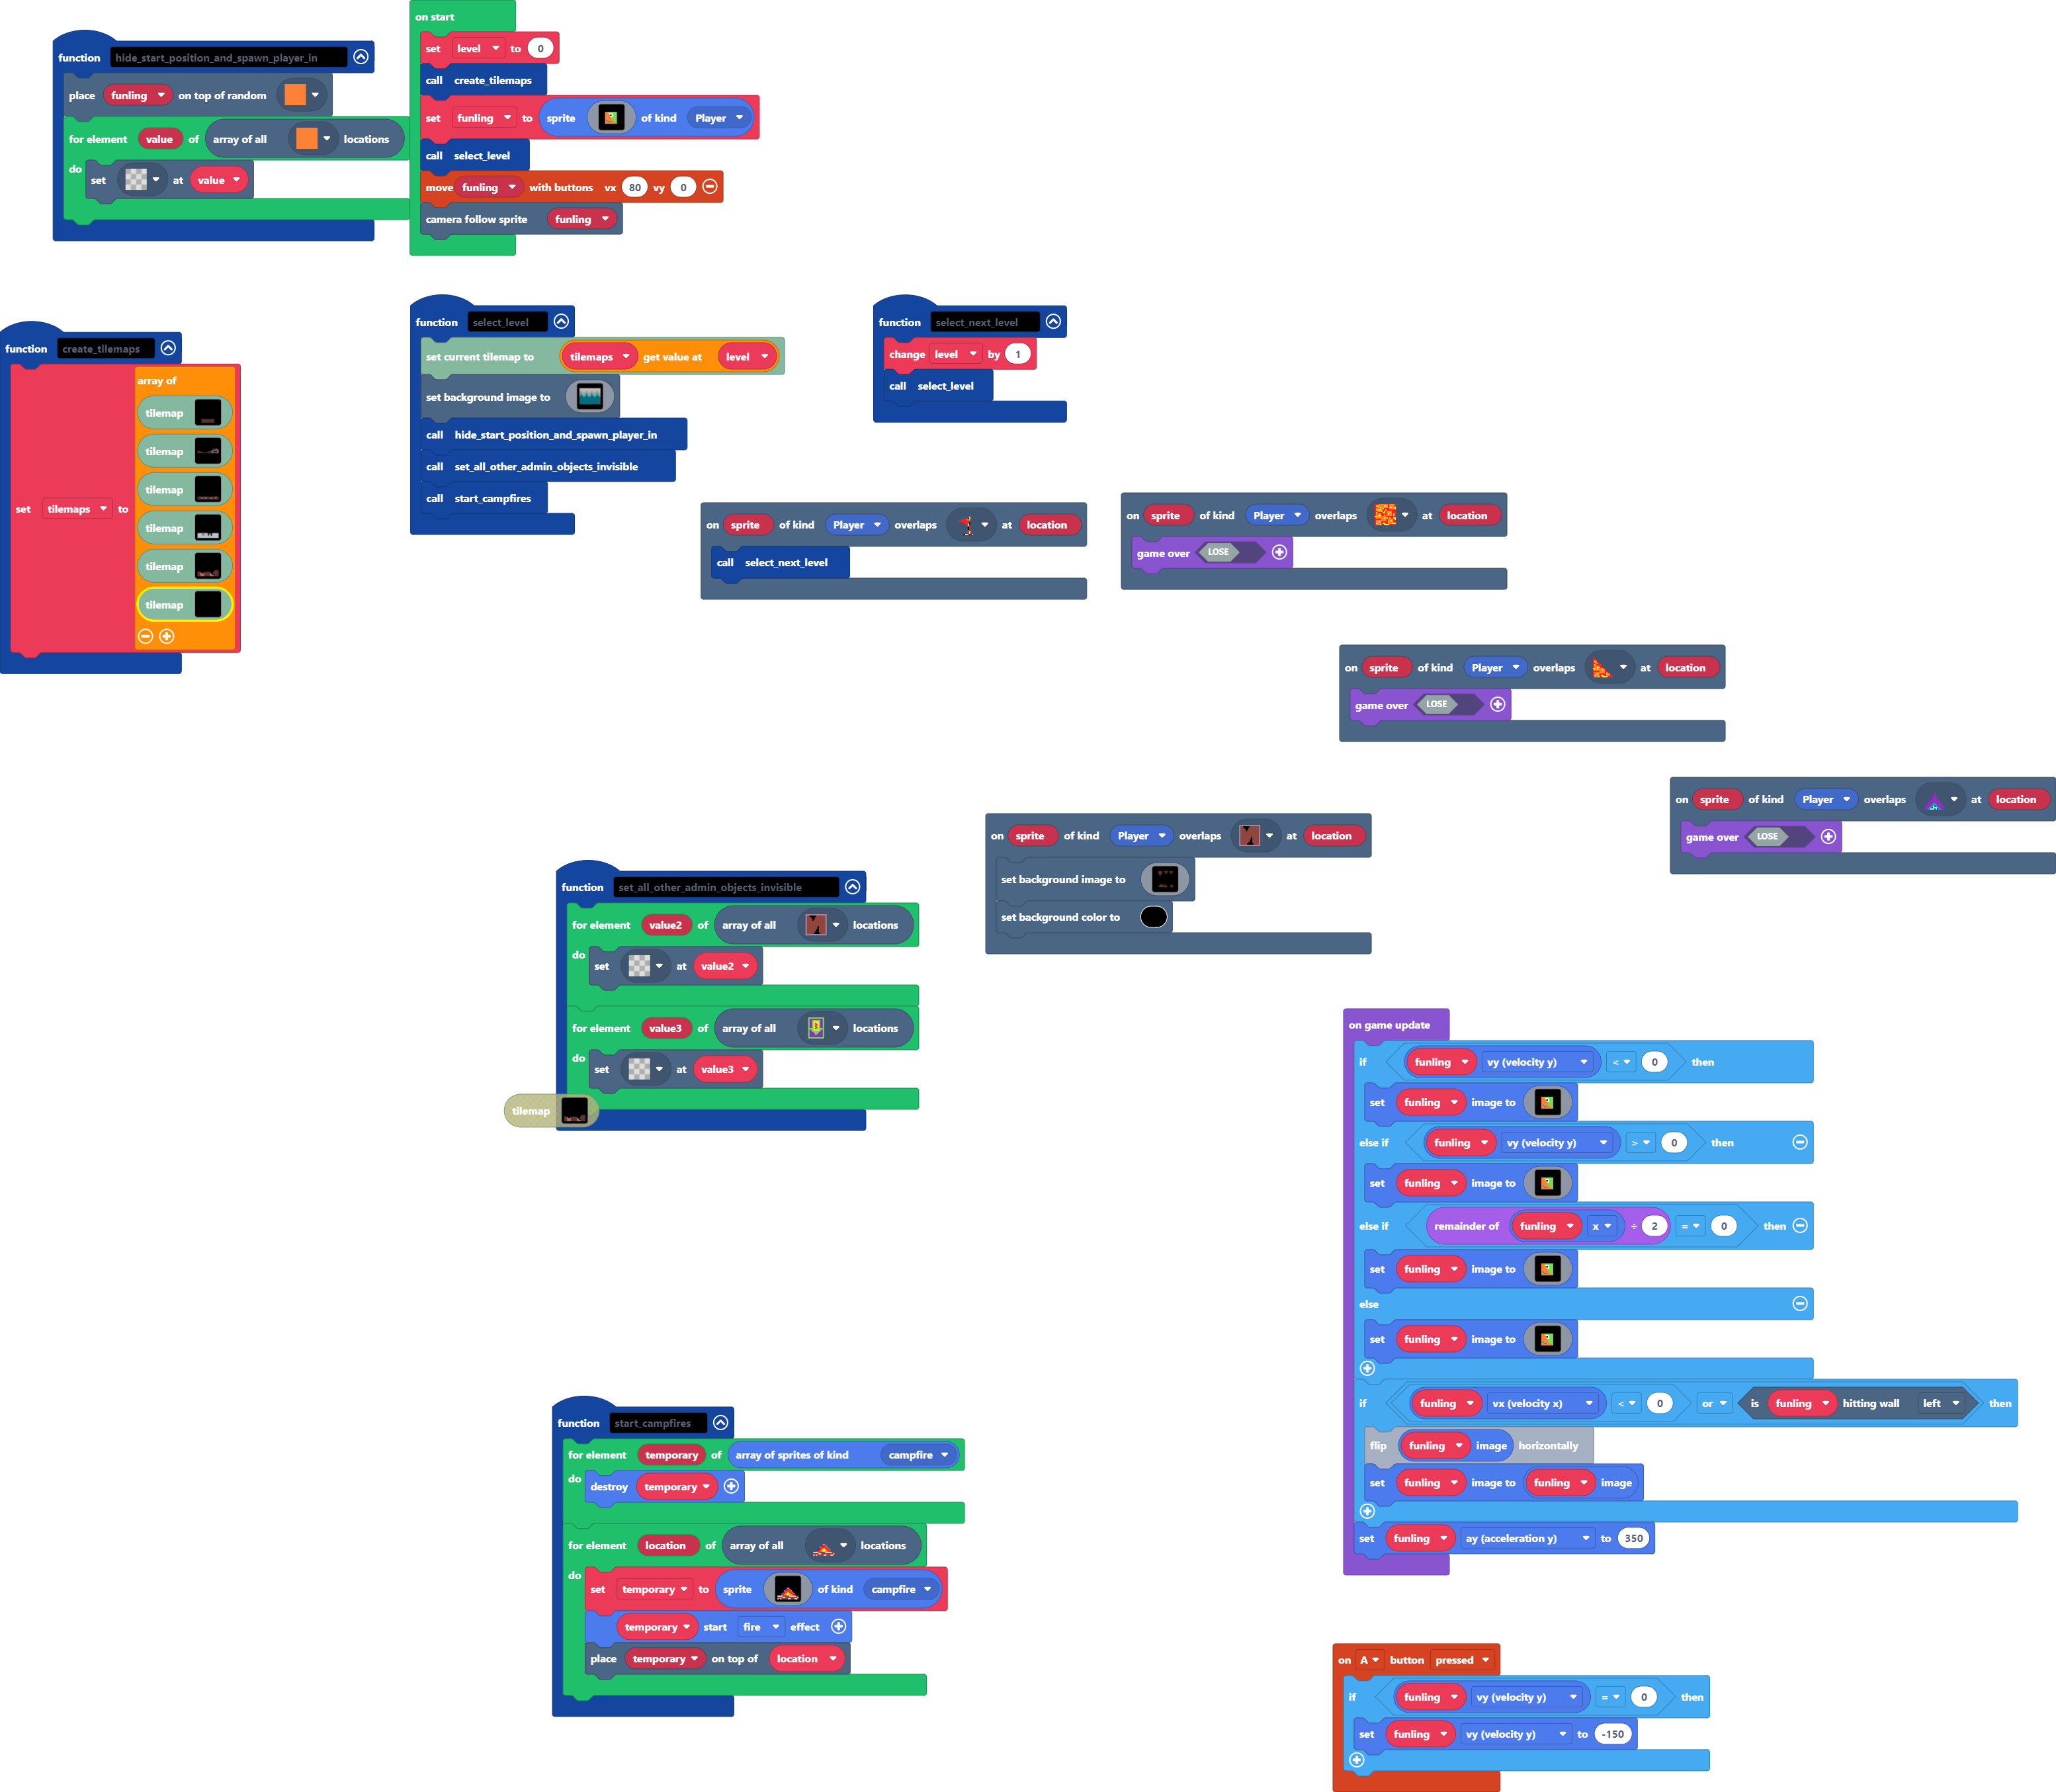 function hide_start_position_and_spawn_player_in
place funling on top of random
for element value of array of all locations
do set at value
on start
set level to 0
call create_tilemaps
set funling to sprite of kind Player
call select_level
move funling with buttons vx 80 vy 0
camera follow sprite funling
function create_tilemaps
set tilemaps to array of
tilemap
tilemap
tilemap
tilemap
tilemap
tilemap
function select_level
set current tilemap to tilemaps get value at level
set background image to
call hide_start_position_and_spawn_player_in
call set_all_other_admin_objects_invisible
call start_campfires
function select_next_level
change level by 1
call select_level
on sprite of kind Player overlaps at location
call select_next_level
on sprite of kind Player overlaps at location
game over LOSE
on sprite of kind Player overlaps at location
game over LOSE
on sprite of kind Player overlaps at location
game over LOSE
on sprite of kind Player overlaps at location
set background image to
set background color to
function set_all_other_admin_objects_invisible
for element value2 of array of all locations
do set at value2
for element value3 of array of all locations
do set at value3
tilemap
on game update
if funling vy (velocity y) < 0 then
set funling image to
else if funling vy (velocity y) > 0 then
set funling image to
else if remainder of funling x ÷ 2 = 0 then
set funling image to
else
set funling image to
if funling vx (velocity x) < 0 or is funling hitting wall left then
flip funling image horizontally
set funling image to funling image
set funling ay (acceleration y) to 350
function start_campfires
for element temporary of array of sprites of kind campfire
do destroy temporary
for element location of array of all locations
do set temporary to sprite of kind campfire
temporary start fire effect
place temporary on top of location
on A button pressed
if funling vy (velocity y) = 0 then
set funling vy (velocity y) to -150